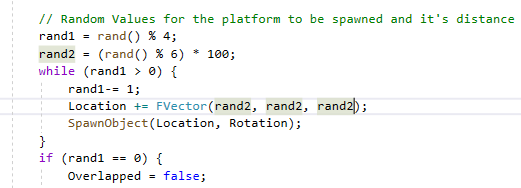 // Random Values for the platform to be spawned and it's distance
rand1 = rand() % 4;
rand2 = (rand() % 6) * 100;
while (rand1 > 0) {
rand1-= 1;
Location += FVector(rand2, rand2, rand2);
SpawnObject(Location, Rotation);
}
if (rand1 == 0) {
Overlapped = false;